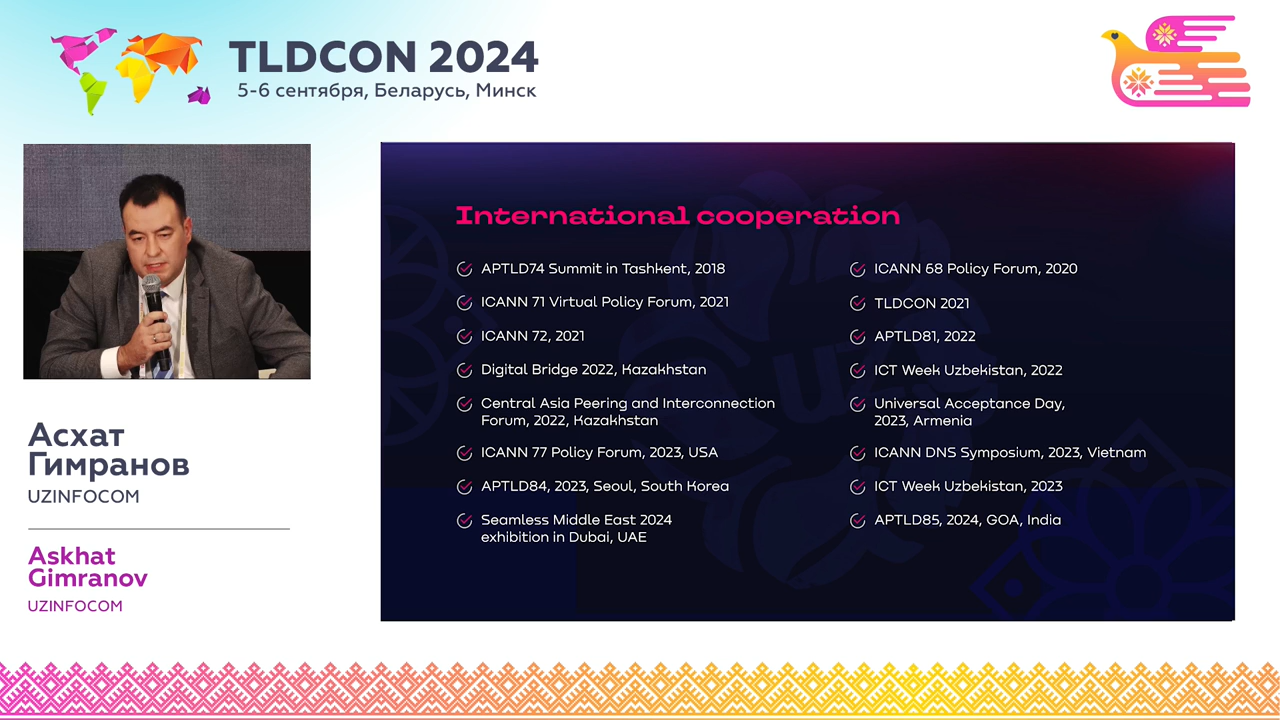 TLDCON 2024
5-6 сентября, Беларусь, Минск
Асхат
Гимранов
UZINFOCOM
Askhat
Gimranov
UZINFOCOM
International cooperation
APTLD74 Summit in Tashkent, 2018
ICANN 71 Virtual Policy Forum, 2021
ICANN 72, 2021
Digital Bridge 2022, Kazakhstan
Central Asia Peering and Interconnection
Forum, 2022, Kazakhstan
ICANN 77 Policy Forum, 2023, USA
APTLD84, 2023, Seoul, South Korea
Seamless Middle East 2024
exhibition in Dubai, UAE
ICANN 68 Policy Forum, 2020
TLDCON 2021
APTLD81, 2022
ICT Week Uzbekistan, 2022
Universal Acceptance Day,
2023, Armenia
ICANN DNS Symposium, 2023, Vietnam
ICT Week Uzbekistan, 2023
APTLD85, 2024, GOA, India